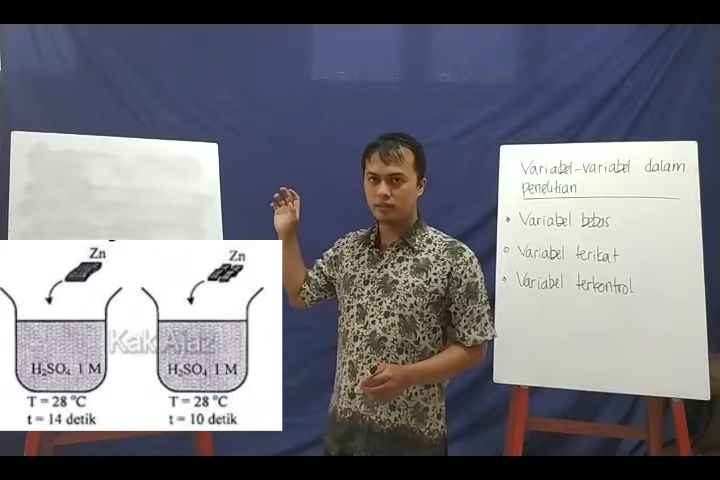 Variabel-variabel dalam
penelitian
Variabel bebas
Variabel terikat
Variabel terkontrol
Zn
Zn
Kak Ajaz
H₂SO₄ 1 M
H₂SO₄ 1 M
T = 28 °C
T = 28 °C
t = 14 detik
t = 10 detik